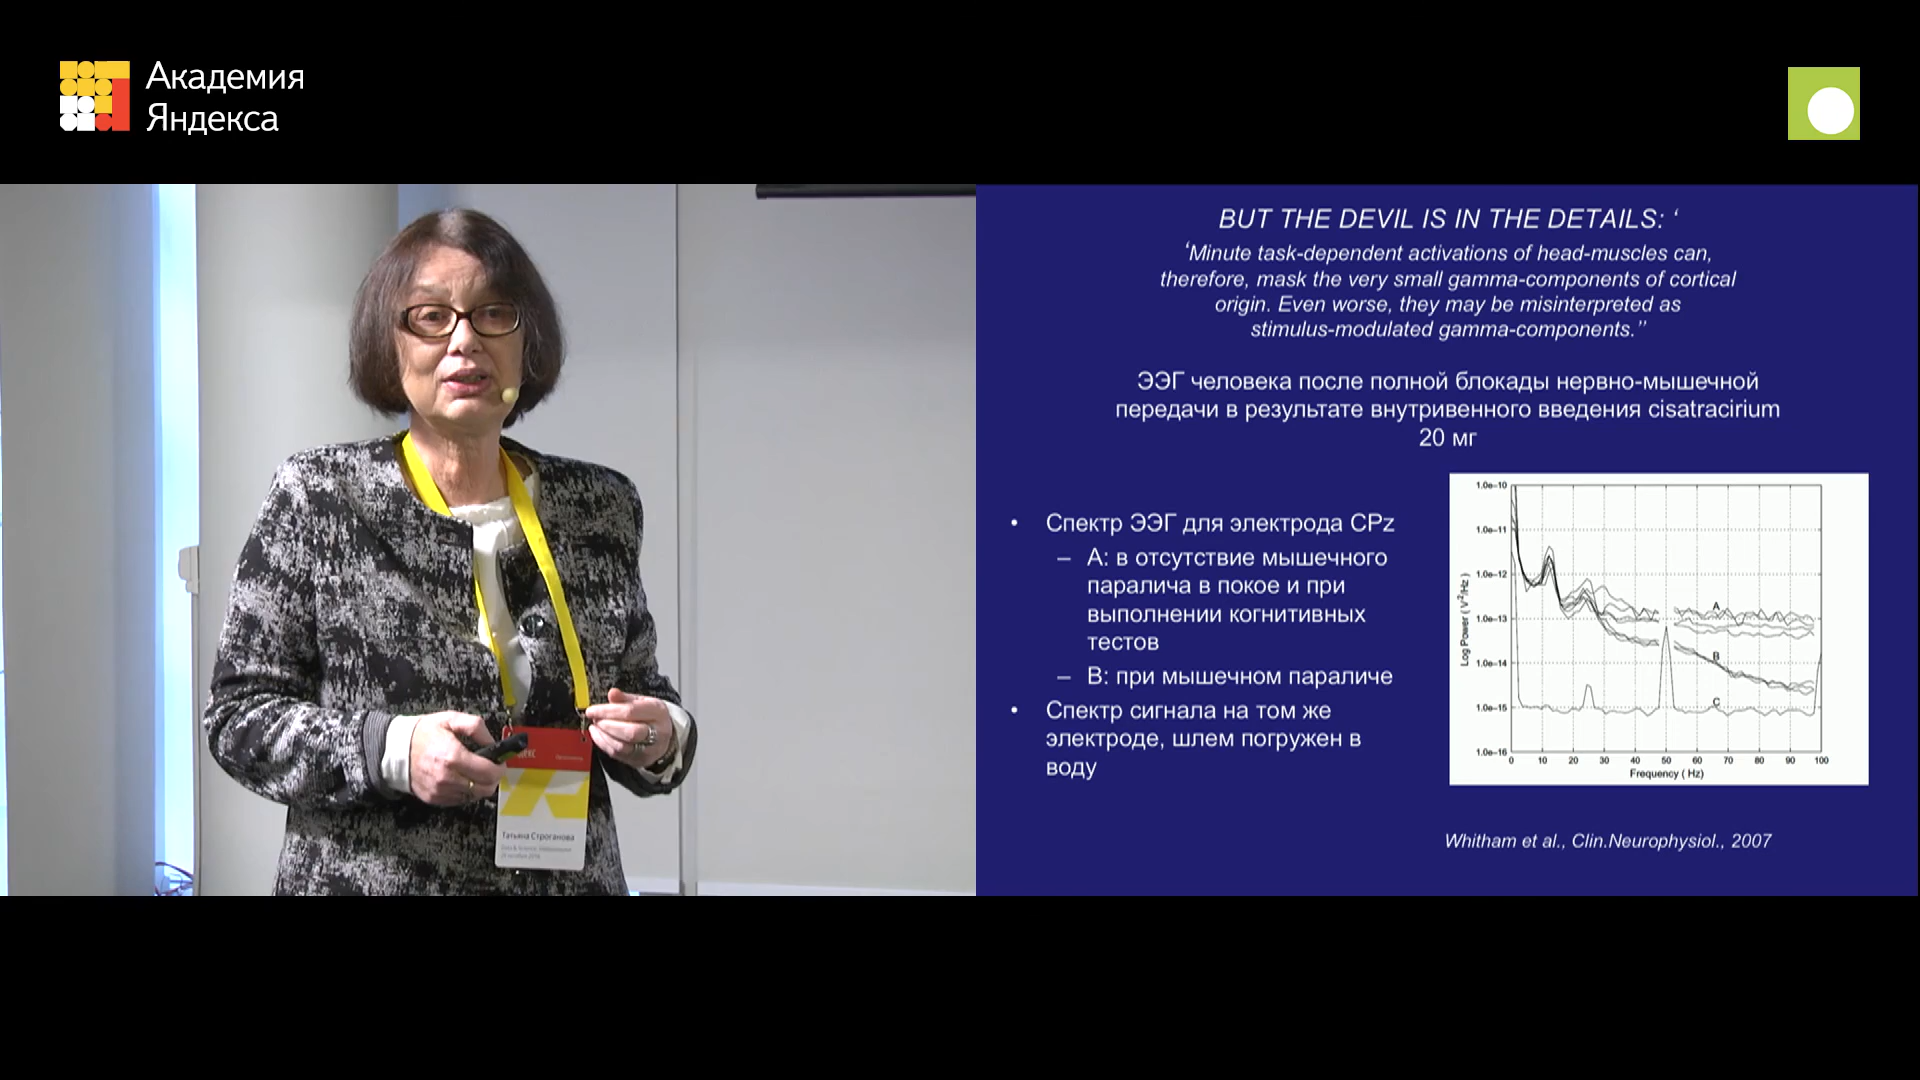 Академия
Яндекса
BUT THE DEVIL IS IN THE DETAILS: ‘
‘Minute task-dependent activations of head-muscles can,
therefore, mask the very small gamma-components of cortical
origin. Even worse, they may be misinterpreted as
stimulus-modulated gamma-components.’’
ЭЭГ человека после полной блокады нервно-мышечной
передачи в результате внутривенного введения cisatracirium
20 мг
• Спектр ЭЭГ для электрода CPz
– А: в отсутствие мышечного
паралича в покое и при
выполнении когнитивных
тестов
– В: при мышечном параличе
• Спектр сигнала на том же
электроде, шлем погружен в
воду
Log Power ( V²/Hz )
1.0e–10
1.0e–11
1.0e–12
1.0e–13
1.0e–14
1.0e–15
1.0e–16
A
B
C
0 10 20 30 40 50 60 70 80 90 100
Frequency ( Hz)
Whitham et al., Clin.Neurophysiol., 2007
Татьяна Строганова